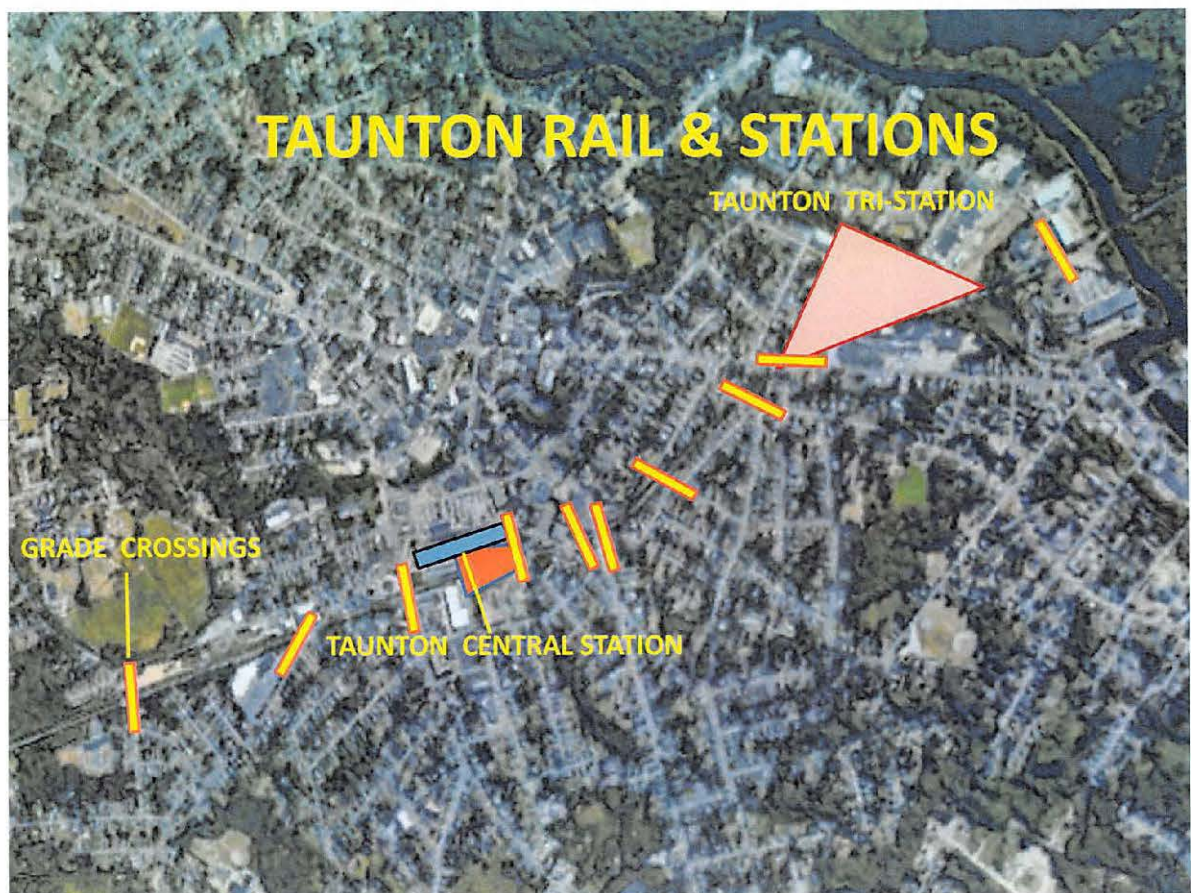 TAUNTON RAIL & STATIONS
TAUNTON TRI-STATION
GRADE CROSSINGS
TAUNTON CENTRAL STATION